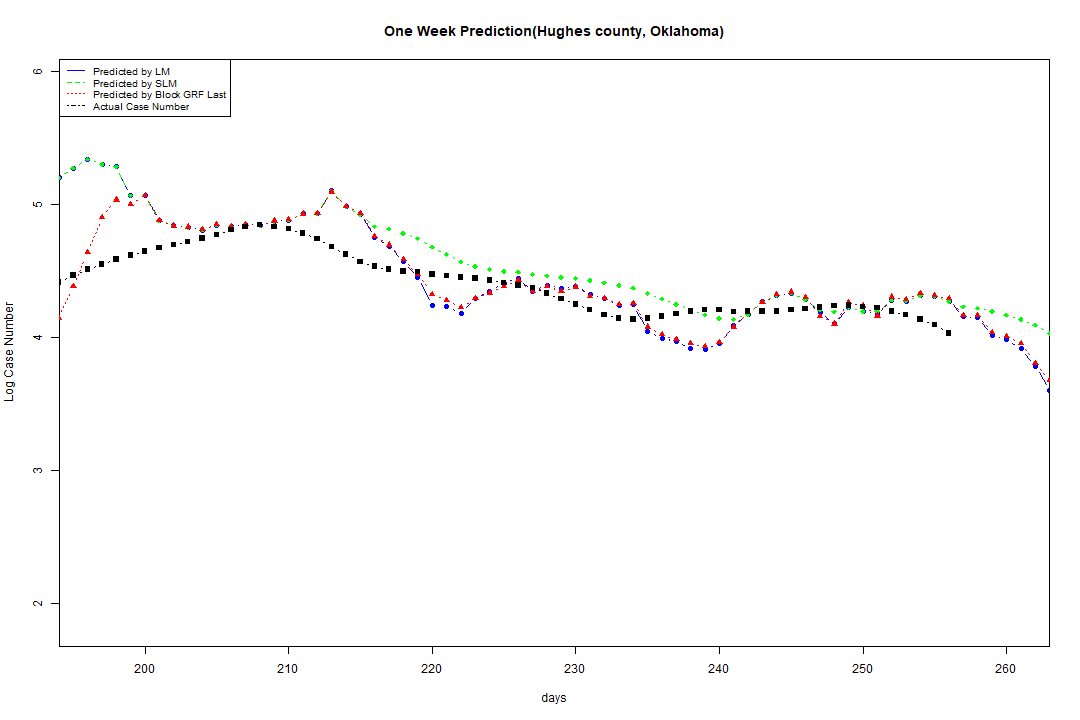 One Week Prediction(Hughes county, Oklahoma)
Predicted by LM
Predicted by SLM
Predicted by Block GRF Last
Actual Case Number
6
5
4
3
2
Log Case Number
200 210 220 230 240 250 260
days